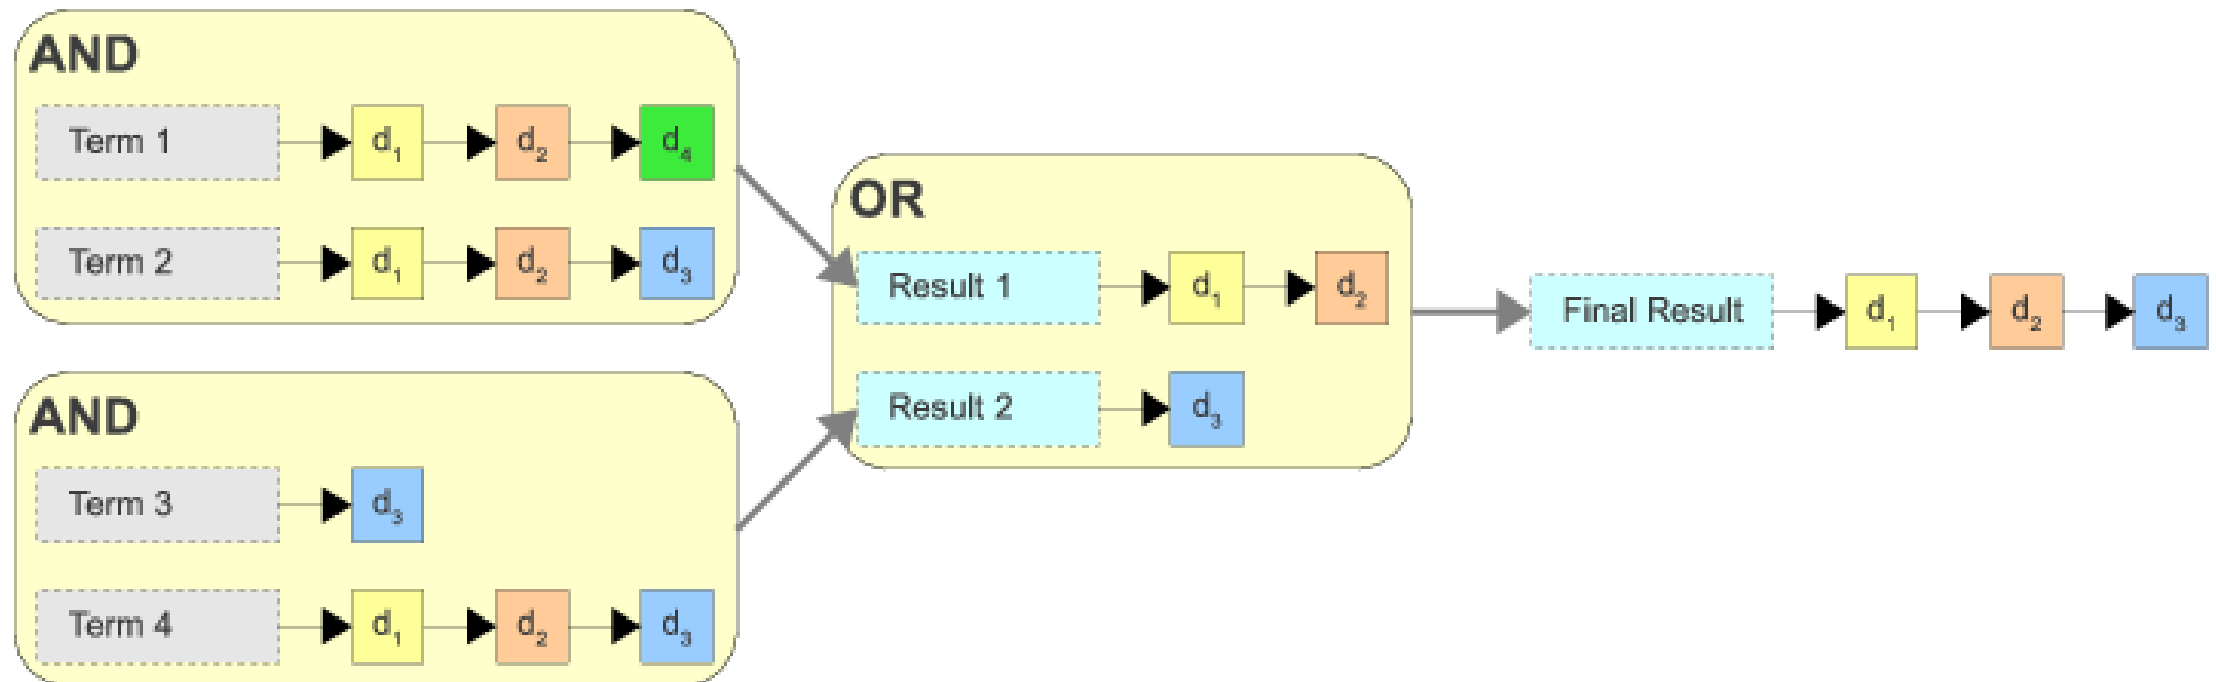 AND
Term 1 d1 d2 d4
Term 2 d1 d2 d3
AND
Term 3 d3
Term 4 d1 d2 d3
OR
Result 1 d1 d2
Result 2 d3
Final Result d1 d2 d3